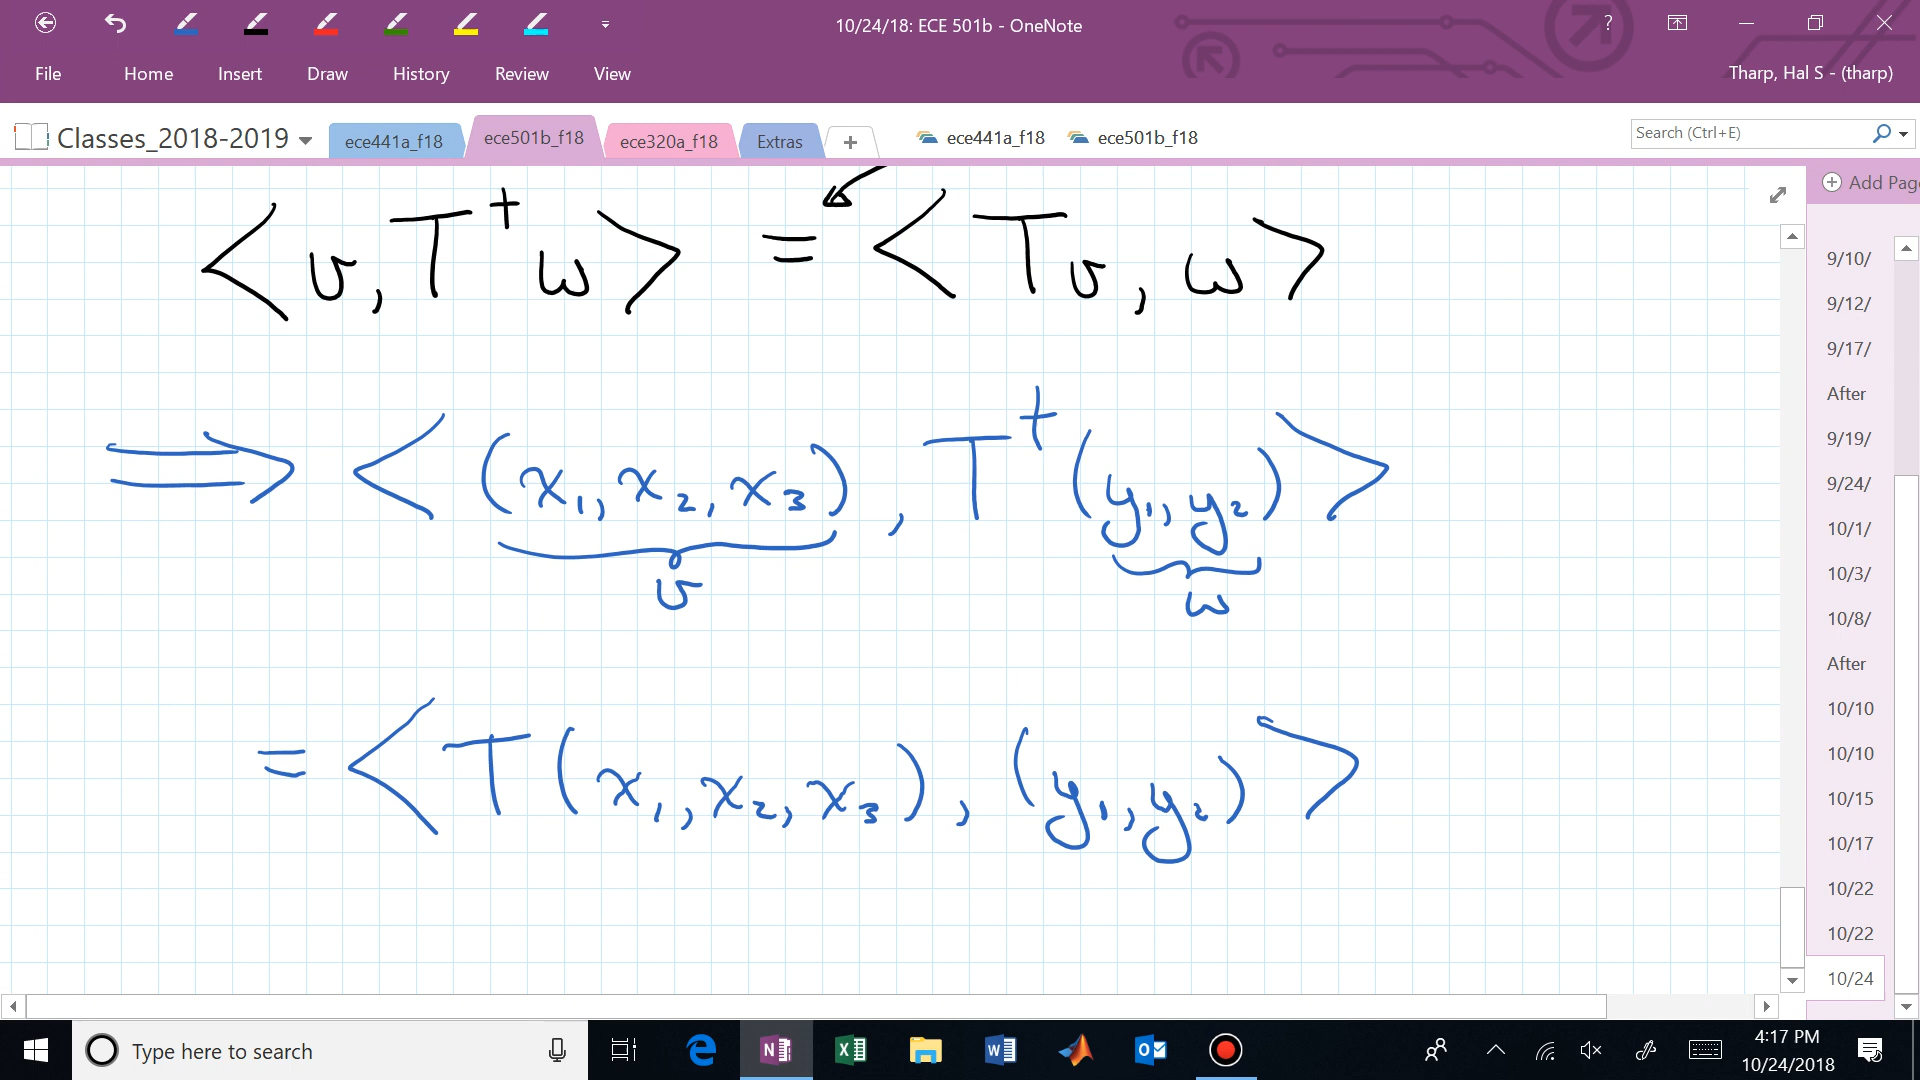 10/24/18: ECE 501b - OneNote
?
File Home Insert Draw History Review View
Tharp, Hal S - (tharp)
Classes_2018-2019 ece441a_f18 ece501b_f18 ece320a_f18 Extras + ece441a_f18 ece501b_f18
Search (Ctrl+E)
Add Pag
< v, T† w > = < Tv, w >
⟹ < (x₁, x₂, x₃), T† (y₁, y₂) >
v w
= < T(x₁, x₂, x₃), (y₁, y₂) >
9/10/
9/12/
9/17/
After
9/19/
9/24/
10/1/
10/3/
10/8/
After
10/10
10/10
10/15
10/17
10/22
10/22
10/24
Type here to search
4:17 PM
10/24/2018